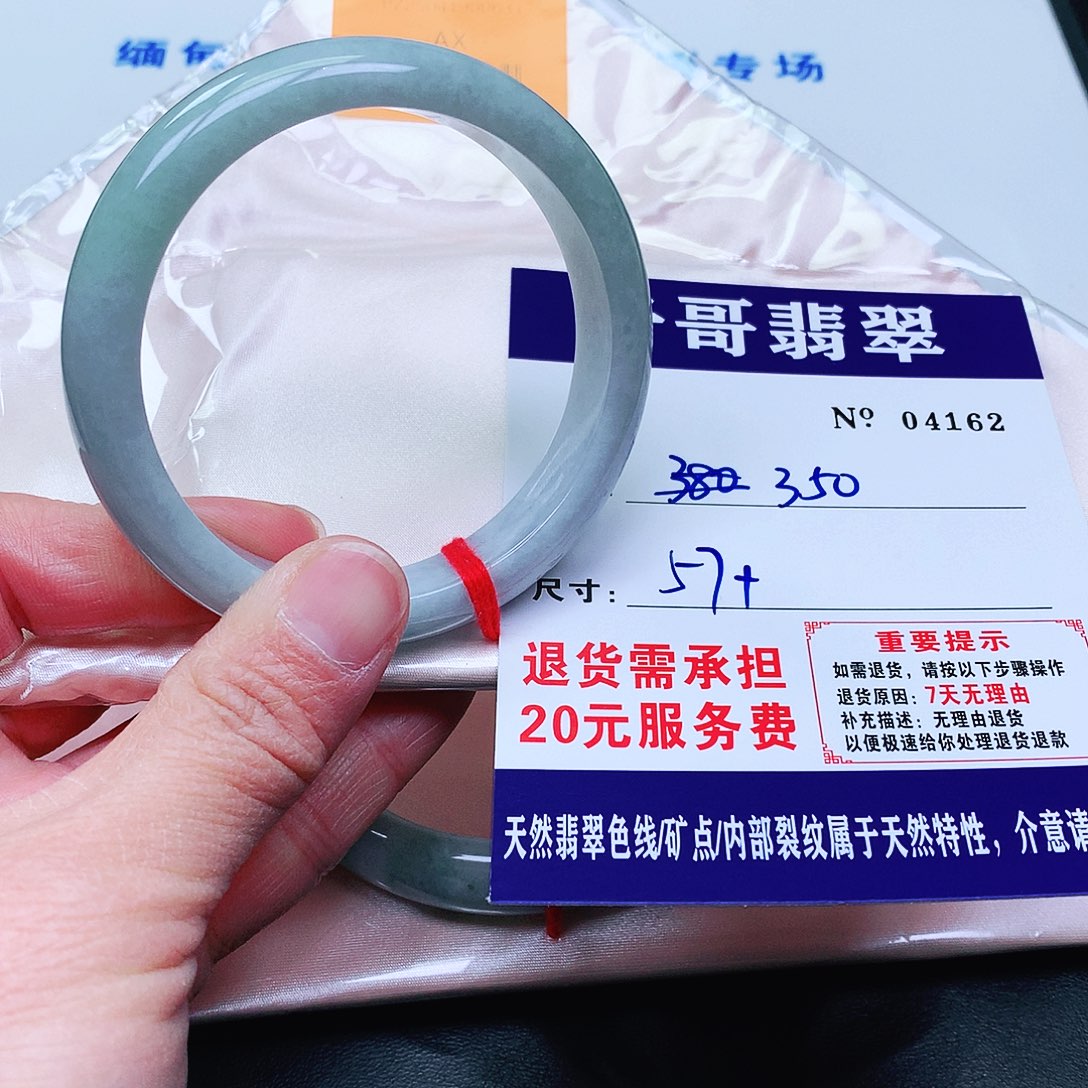 缅甸
专场
哥翡翠
Nº 04162
380 350
尺寸: 57+
退货需承担
20元服务费
重要提示
如需退货，请按以下步骤操作
退货原因：7天无理由
补充描述：无理由退货
以便极速给你处理退货退款
天然翡翠色线/矿点/内部裂纹属于天然特性，介意请